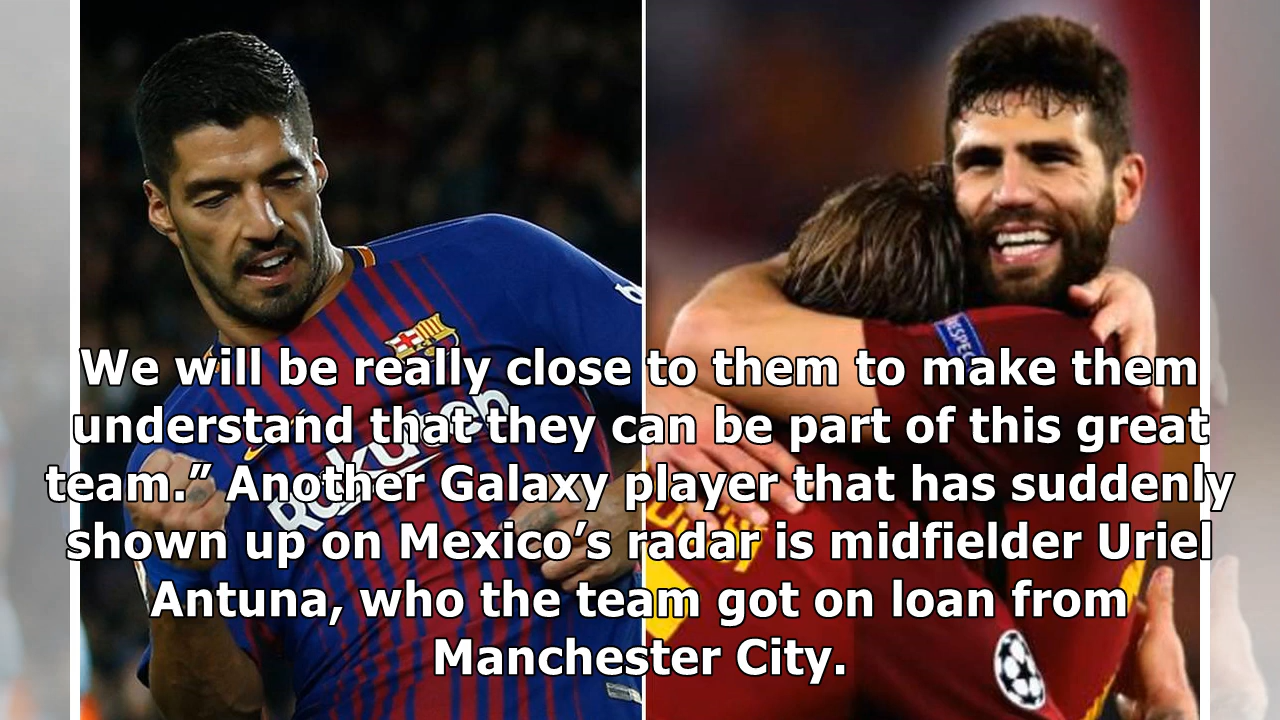 We will be really close to them to make them
understand that they can be part of this great
team.” Another Galaxy player that has suddenly
shown up on Mexico’s radar is midfielder Uriel
Antuna, who the team got on loan from
Manchester City.
Rakuten
RESPEC